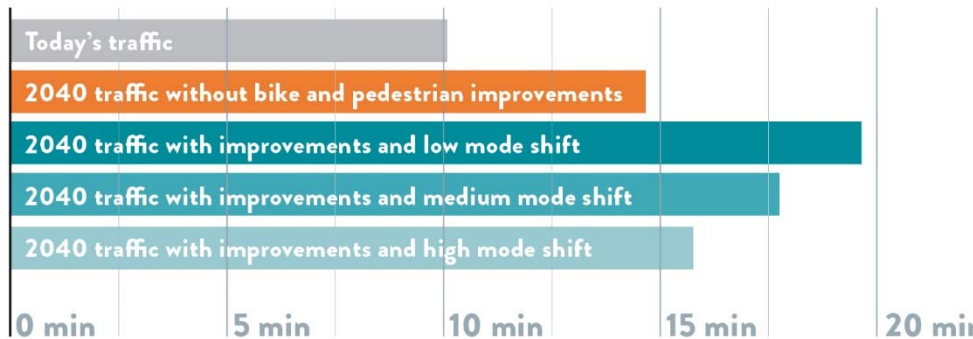 Today's traffic
2040 traffic without bike and pedestrian improvements
2040 traffic with improvements and low mode shift
2040 traffic with improvements and medium mode shift
2040 traffic with improvements and high mode shift
0 min 5 min 10 min 15 min 20 min